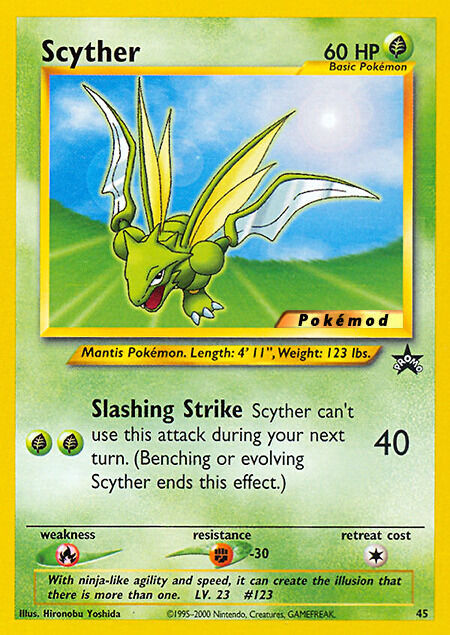 Scyther
60 HP
Basic Pokémon
Pokémod
Mantis Pokémon. Length: 4' 11", Weight: 123 lbs.
PROMO
Slashing Strike Scyther can't
use this attack during your next
turn. (Benching or evolving
Scyther ends this effect.)
40
weakness
resistance
-30
retreat cost
With ninja-like agility and speed, it can create the illusion that
there is more than one. LV. 23 #123
Illus. Hironobu Yoshida
©1995-2000 Nintendo, Creatures, GAMEFREAK.
45